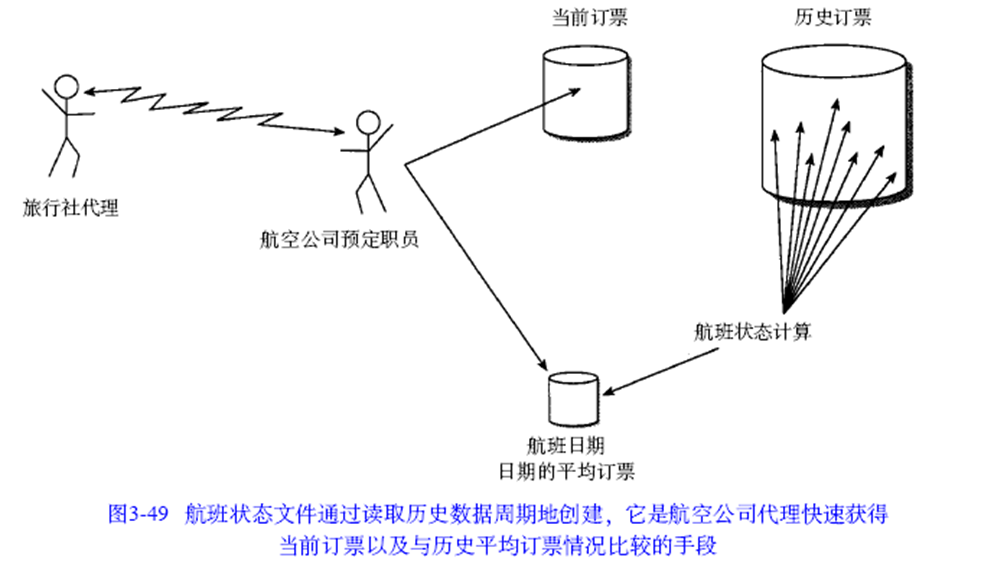 当前订票
历史订票
旅行社代理
航空公司预定职员
航班状态计算
航班日期
日期的平均订票
图3-49 航班状态文件通过读取历史数据周期地创建，它是航空公司代理快速获得
当前订票以及与历史平均订票情况比较的手段